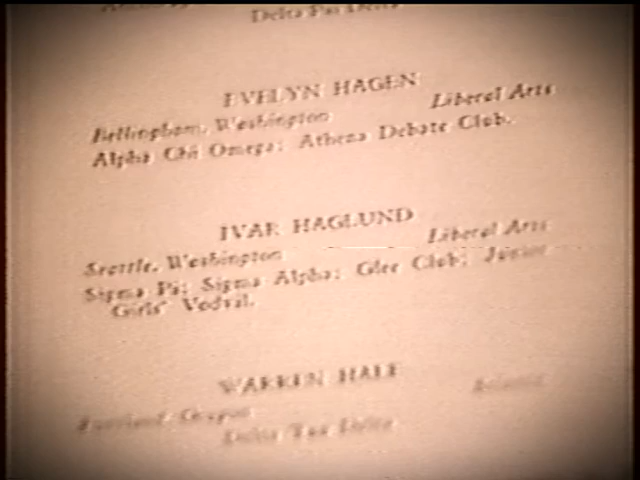 EVELYN HAGEN
Bellingham, Washington Liberal Arts
Alpha Chi Omega; Athena Debate Club.
IVAR HAGLUND
Seattle, Washington Liberal Arts
Sigma Pi; Sigma Alpha; Glee Club; Junior
Girls' Vodvil.
WARREN HALE
Portland, Oregon Science
Delta Tau Delta